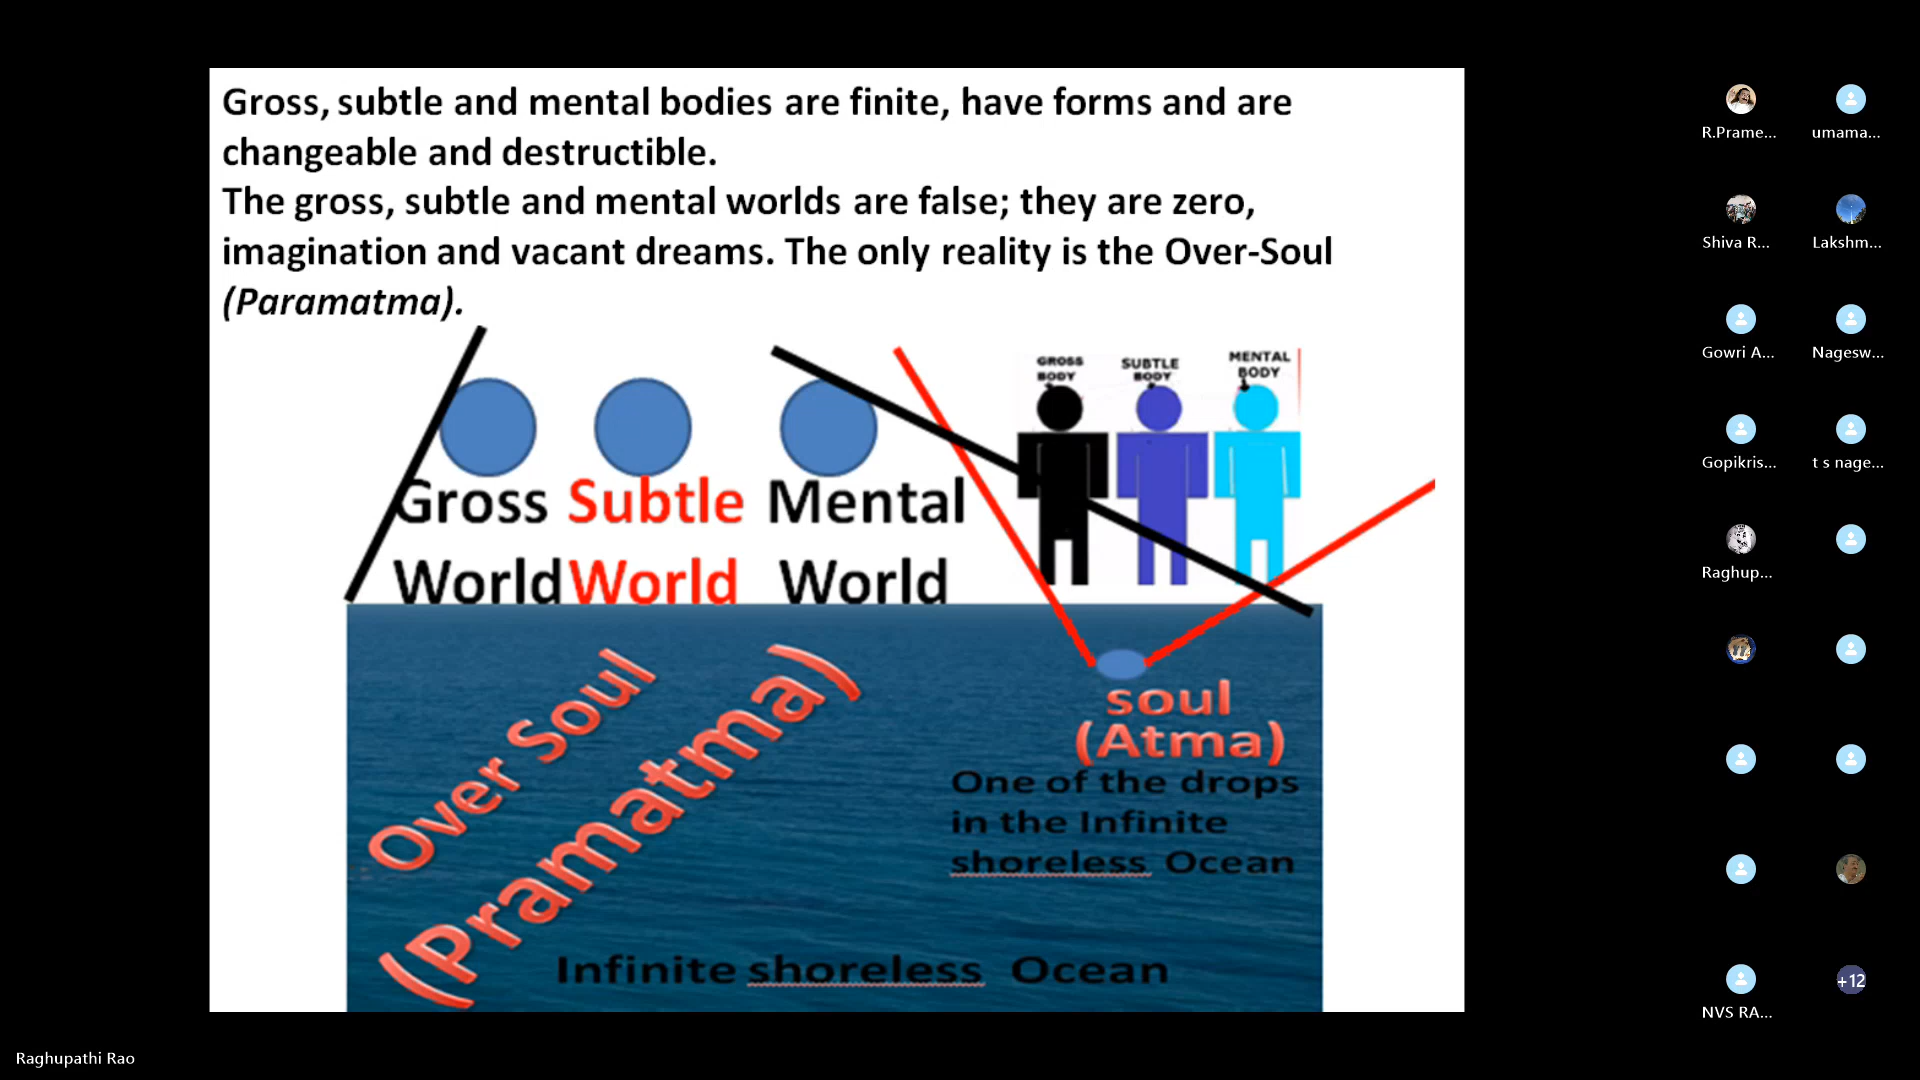 Gross, subtle and mental bodies are finite, have forms and are
changeable and destructible.
The gross, subtle and mental worlds are false; they are zero,
imagination and vacant dreams. The only reality is the Over-Soul
(Paramatma).
GROSS BODY
SUBTLE BODY
MENTAL BODY
Gross World
Subtle World
Mental World
Over Soul
(Pramatma)
soul
(Atma)
One of the drops
in the Infinite
shoreless Ocean
Infinite shoreless Ocean
R.Prame...
umama...
Shiva R...
Lakshm...
Gowri A...
Nagesw...
Gopikris...
t s nage...
Raghup...
NVS RA...
+12
Raghupathi Rao